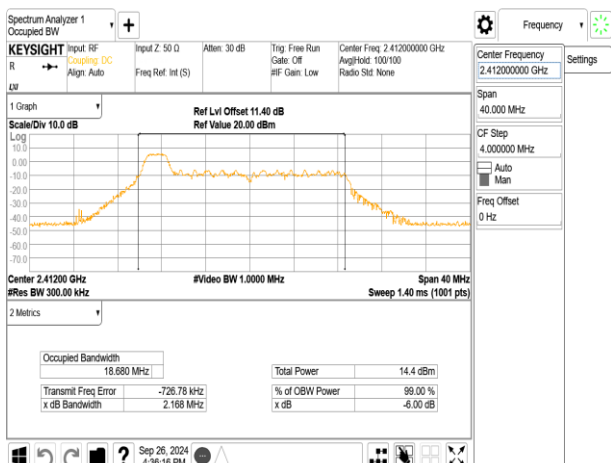 Spectrum Analyzer 1
Occupied BW
Frequency
KEYSIGHT
R
Input: RF
Coupling: DC
Align: Auto
Input Z: 50 Ω
Freq Ref: Int (S)
Atten: 30 dB
Trig: Free Run
Gate: Off
#IF Gain: Low
Center Freq: 2.412000000 GHz
Avg|Hold: 100/100
Radio Std: None
Center Frequency
2.412000000 GHz
Settings
Span
40.000 MHz
CF Step
4.000000 MHz
Auto
Man
Freq Offset
0 Hz
1 Graph
Scale/Div 10.0 dB
Ref Lvl Offset 11.40 dB
Ref Value 20.00 dBm
Log
10.0
0.00
-10.0
-20.0
-30.0
-40.0
-50.0
-60.0
-70.0
Center 2.41200 GHz
#Res BW 300.00 kHz
#Video BW 1.0000 MHz
Span 40 MHz
Sweep 1.40 ms (1001 pts)
2 Metrics
Occupied Bandwidth
18.680 MHz
Transmit Freq Error -726.78 kHz
x dB Bandwidth 2.168 MHz
Total Power 14.4 dBm
% of OBW Power 99.00 %
x dB -6.00 dB
?
Sep 26, 2024
4:36:16 PM